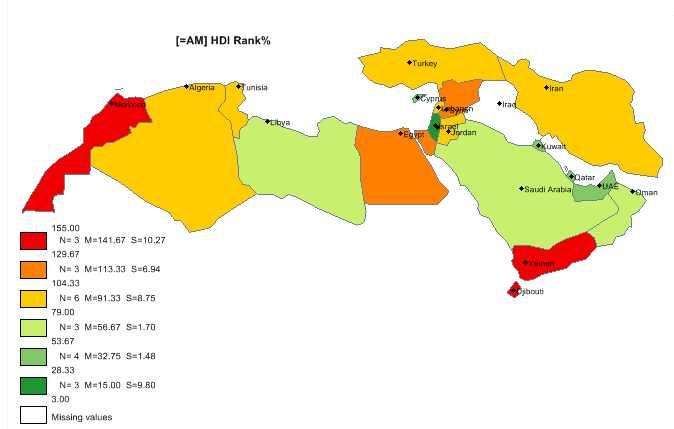 [=AM] HDI Rank%
Turkey
Algeria
Tunisia
Iran
Cyprus
Morocco
Lebanon
Syria
Iraq
Libya
Israel
Egypt
Jordan
Kuwait
Qatar
Saudi Arabia
UAE
Oman
Yemen
Djibouti
155.00
N= 3 M=141.67 S=10.27
129.67
N= 3 M=113.33 S=6.94
104.33
N= 6 M=91.33 S=8.75
79.00
N= 3 M=56.67 S=1.70
53.67
N= 4 M=32.75 S=1.48
28.33
N= 3 M=15.00 S=9.80
3.00
Missing values